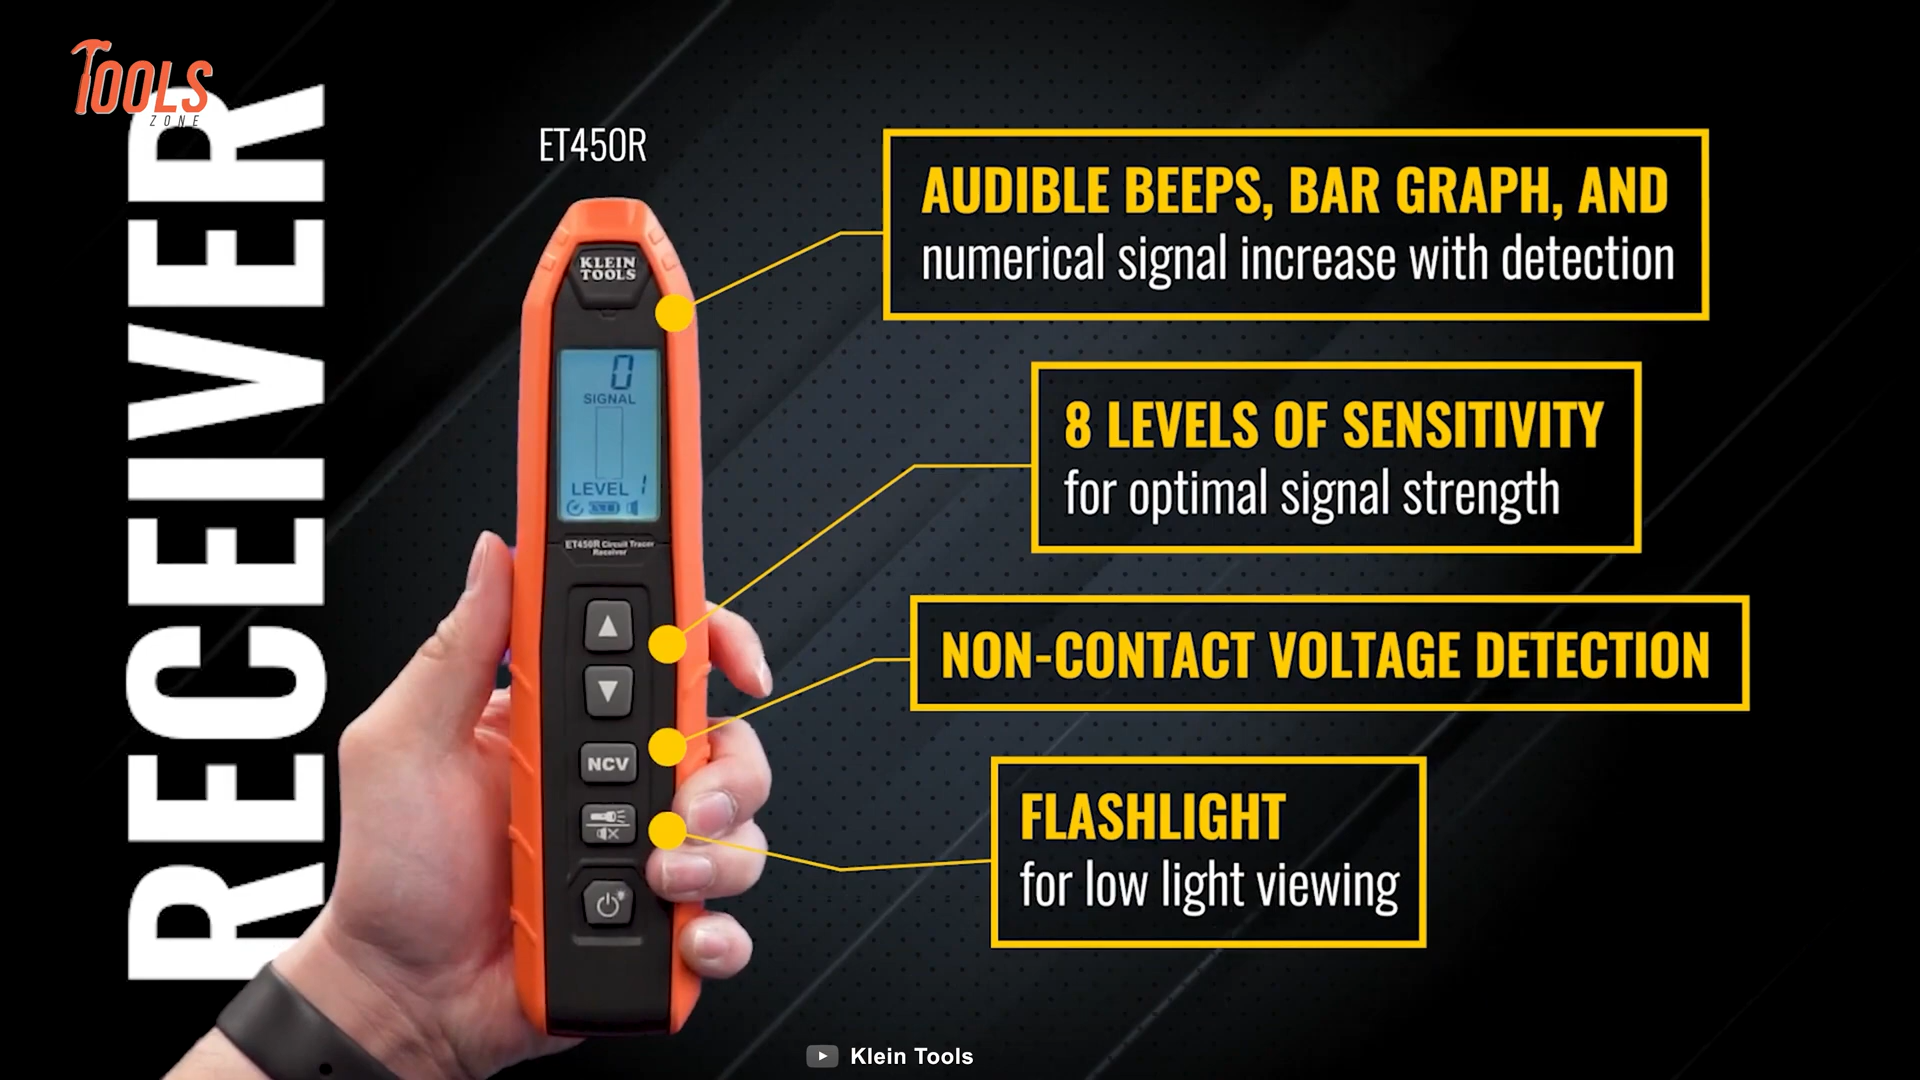 TOOLS
ZONE
RECEIVER
ET450R
KLEIN
TOOLS
0
SIGNAL
LEVEL 1
ET450R Circuit Tracer
Receiver
NCV
AUDIBLE BEEPS, BAR GRAPH, AND
numerical signal increase with detection
8 LEVELS OF SENSITIVITY
for optimal signal strength
NON-CONTACT VOLTAGE DETECTION
FLASHLIGHT
for low light viewing
Klein Tools